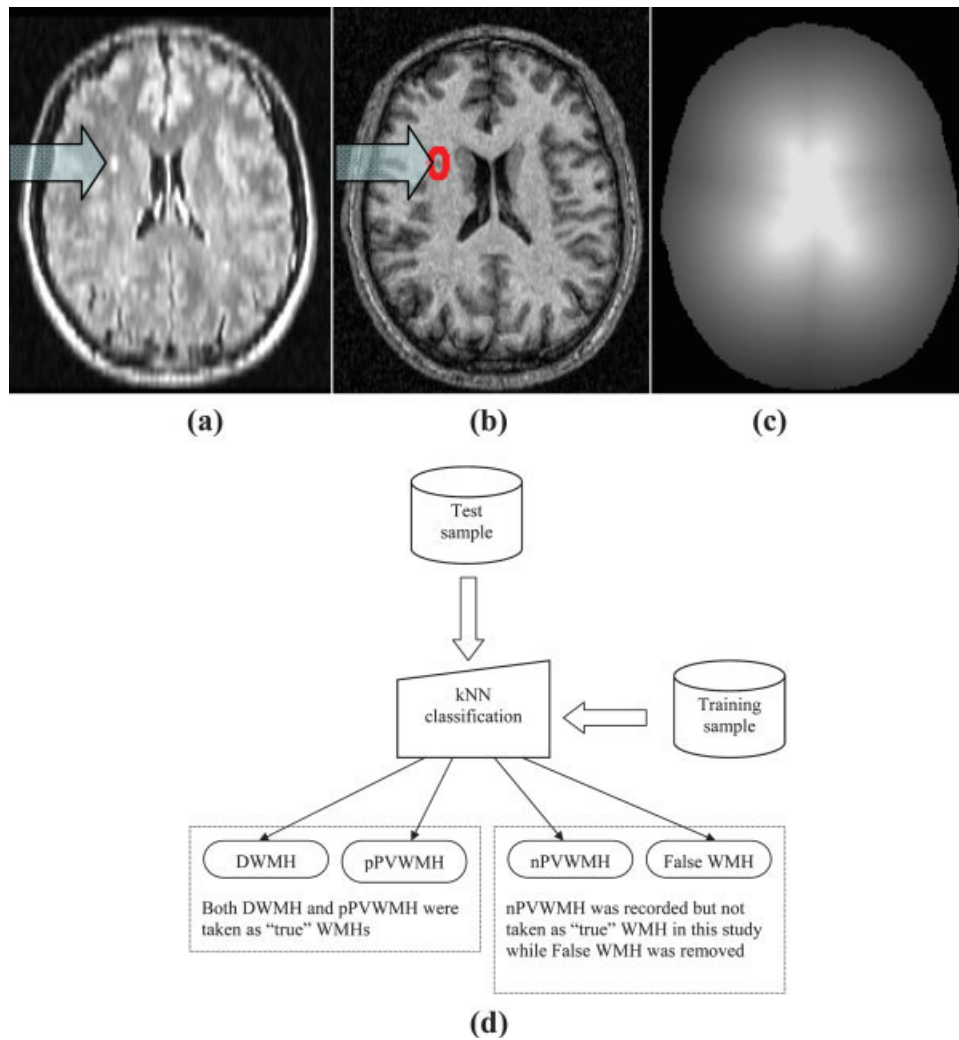 (a)
(b)
(c)
Test
sample
kNN
classification
Training
sample
DWMH
pPVWMH
nPVWMH
False WMH
Both DWMH and pPVWMH were
taken as “true” WMHs
nPVWMH was recorded but not
taken as “true” WMH in this study
while False WMH was removed
(d)